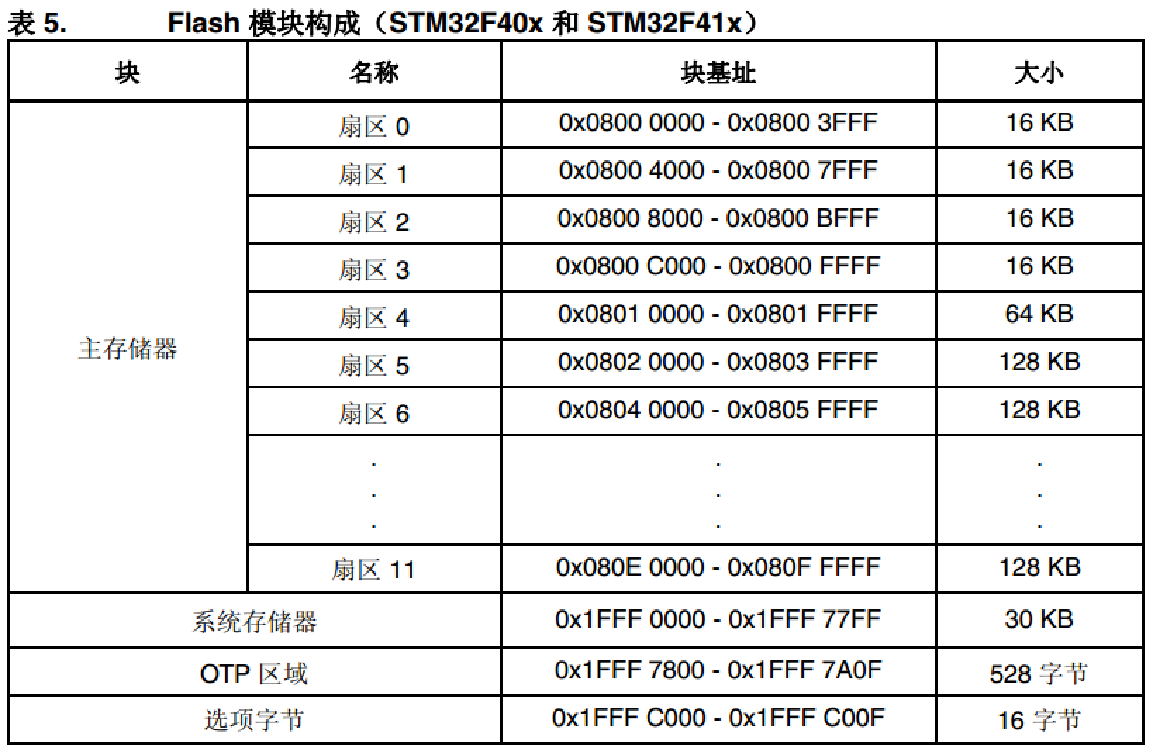 表 5. Flash 模块构成（STM32F40x 和 STM32F41x）
块 名称 块基址 大小
扇区 0 0x0800 0000 - 0x0800 3FFF 16 KB
扇区 1 0x0800 4000 - 0x0800 7FFF 16 KB
扇区 2 0x0800 8000 - 0x0800 BFFF 16 KB
扇区 3 0x0800 C000 - 0x0800 FFFF 16 KB
扇区 4 0x0801 0000 - 0x0801 FFFF 64 KB
主存储器
扇区 5 0x0802 0000 - 0x0803 FFFF 128 KB
扇区 6 0x0804 0000 - 0x0805 FFFF 128 KB
. . .
. . .
. . .
扇区 11 0x080E 0000 - 0x080F FFFF 128 KB
系统存储器 0x1FFF 0000 - 0x1FFF 77FF 30 KB
OTP 区域 0x1FFF 7800 - 0x1FFF 7A0F 528 字节
选项字节 0x1FFF C000 - 0x1FFF C00F 16 字节